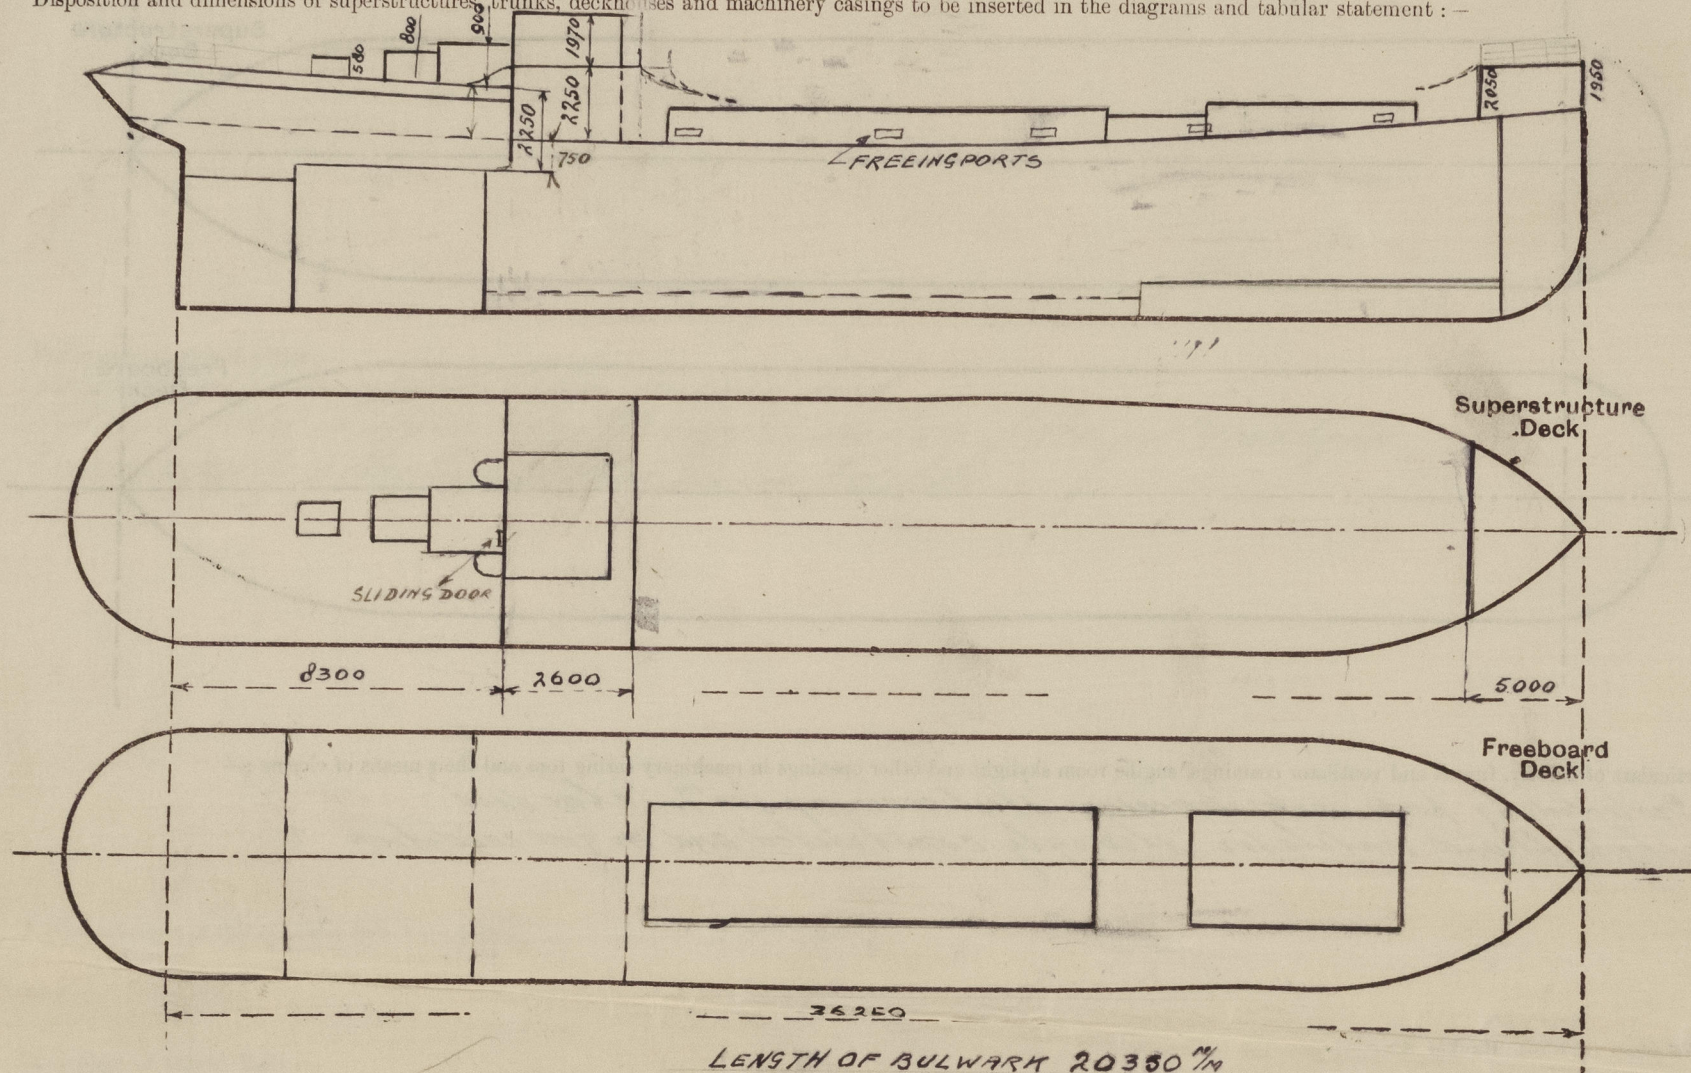 Disposition and dimensions of superstructures, trunks, deckhouses and machinery casings to be inserted in the diagrams and tabular statement : —
580
800
900
1970
2250
2250
750
2050
1950
FREEINGPORTS
Superstructure
Deck
SLIDING DOOR
8300
2600
5000
Freeboard
Deck
36250
LENGTH OF BULWARK 20350 M/M